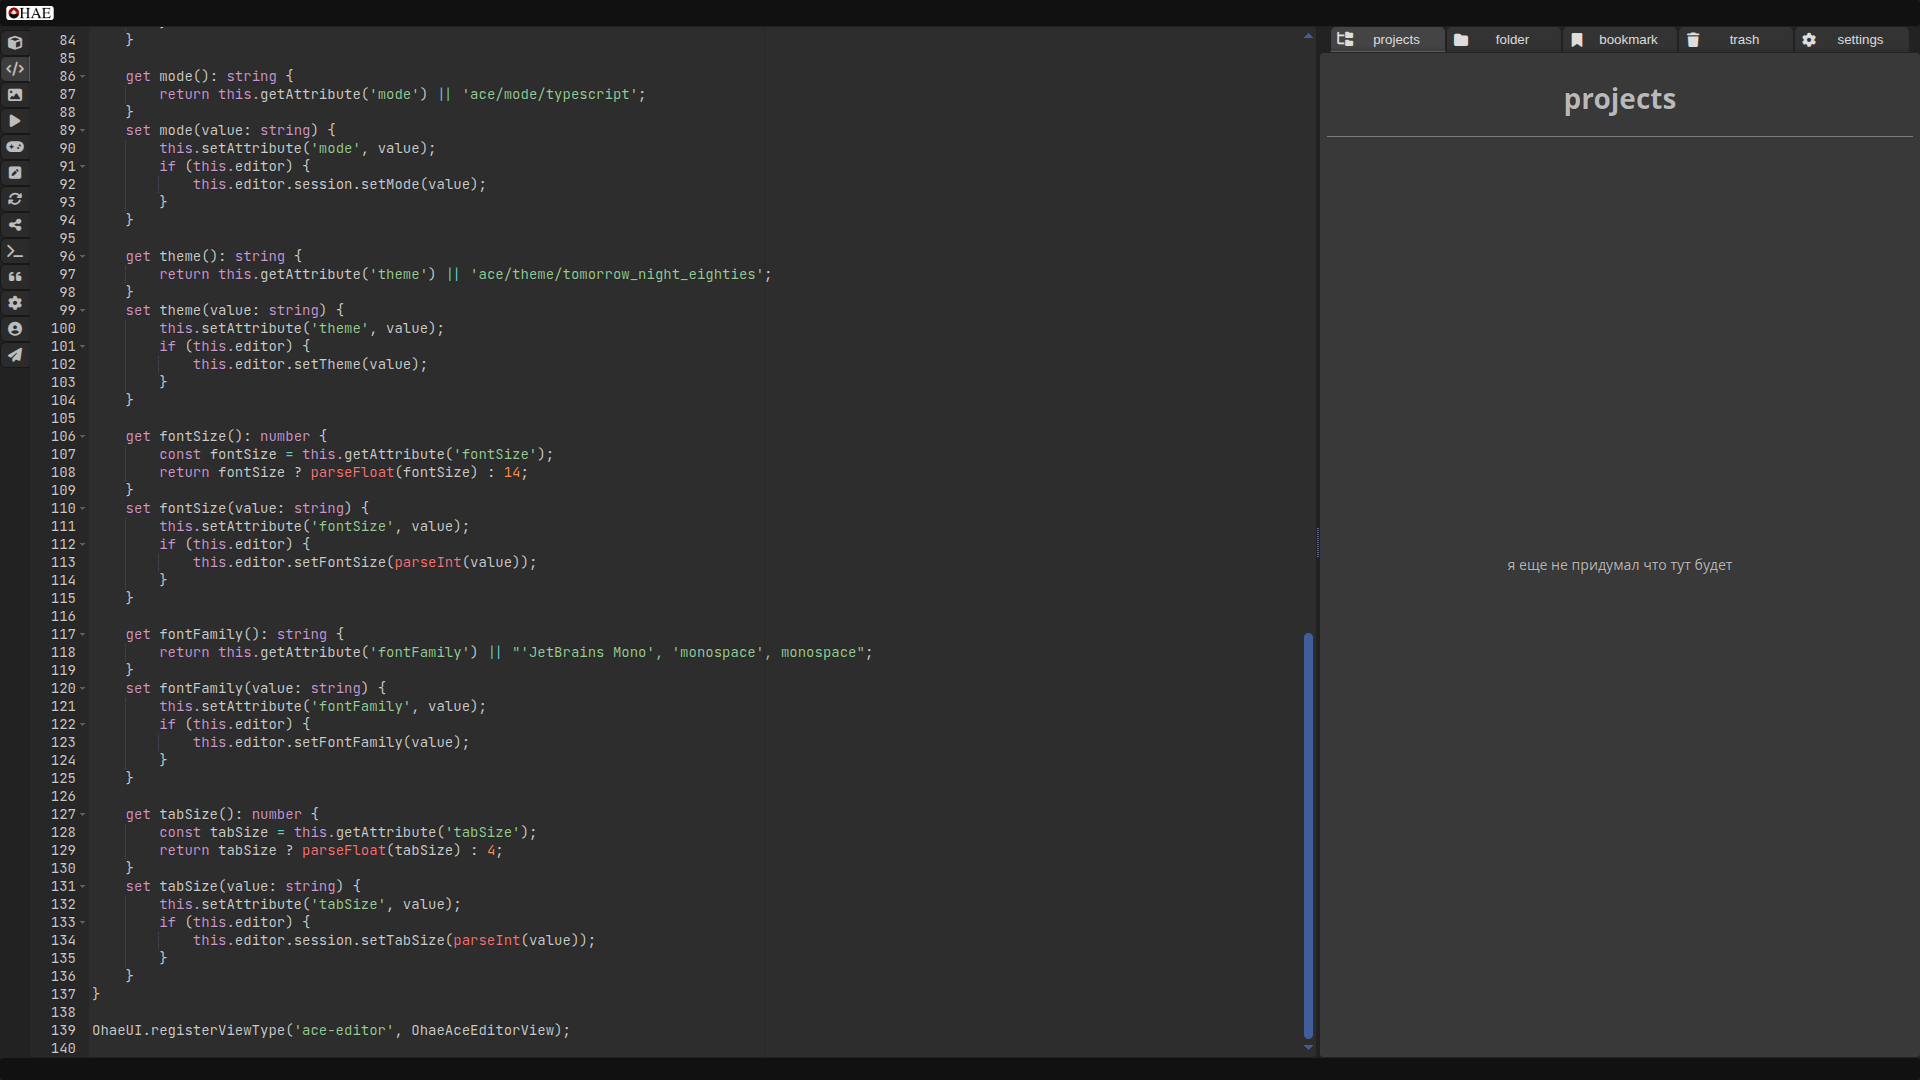 OHAE
projects
folder
bookmark
trash
settings
84     }
85
86     get mode(): string {
87         return this.getAttribute('mode') || 'ace/mode/typescript';
88     }
89     set mode(value: string) {
90         this.setAttribute('mode', value);
91         if (this.editor) {
92             this.editor.session.setMode(value);
93         }
94     }
95
96     get theme(): string {
97         return this.getAttribute('theme') || 'ace/theme/tomorrow_night_eighties';
98     }
99     set theme(value: string) {
100         this.setAttribute('theme', value);
101         if (this.editor) {
102             this.editor.setTheme(value);
103         }
104     }
105
106     get fontSize(): number {
107         const fontSize = this.getAttribute('fontSize');
108         return fontSize ? parseFloat(fontSize) : 14;
109     }
110     set fontSize(value: string) {
111         this.setAttribute('fontSize', value);
112         if (this.editor) {
113             this.editor.setFontSize(parseInt(value));
114         }
115     }
116
117     get fontFamily(): string {
118         return this.getAttribute('fontFamily') || "'JetBrains Mono', 'monospace', monospace";
119     }
120     set fontFamily(value: string) {
121         this.setAttribute('fontFamily', value);
122         if (this.editor) {
123             this.editor.setFontFamily(value);
124         }
125     }
126
127     get tabSize(): number {
128         const tabSize = this.getAttribute('tabSize');
129         return tabSize ? parseFloat(tabSize) : 4;
130     }
131     set tabSize(value: string) {
132         this.setAttribute('tabSize', value);
133         if (this.editor) {
134             this.editor.session.setTabSize(parseInt(value));
135         }
136     }
137 }
138
139 OhaeUI.registerViewType('ace-editor', OhaeAceEditorView);
140
projects
я еще не придумал что тут будет